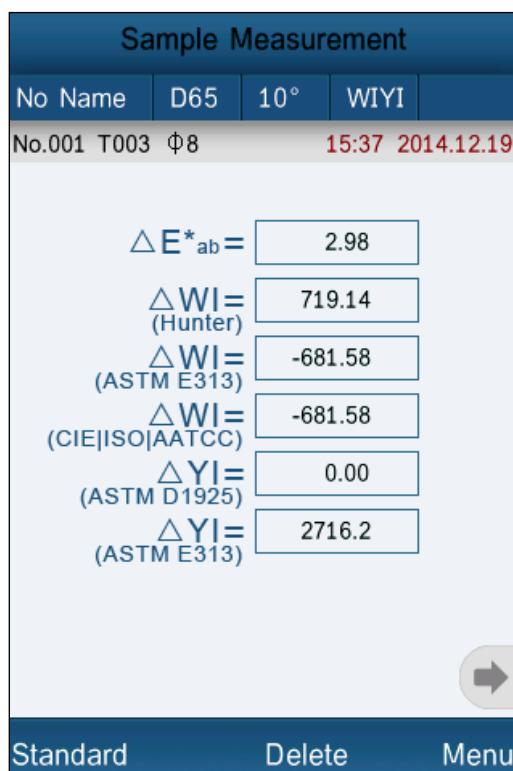 Sample Measurement
No Name D65 10° WIYI
No.001 T003 Φ8 15:37 2014.12.19
△E*ab= 2.98
△WI= 719.14
(Hunter)
△WI= -681.58
(ASTM E313)
△WI= -681.58
(CIE|ISO|AATCC)
△YI= 0.00
(ASTM D1925)
△YI= 2716.2
(ASTM E313)
Standard Delete Menu